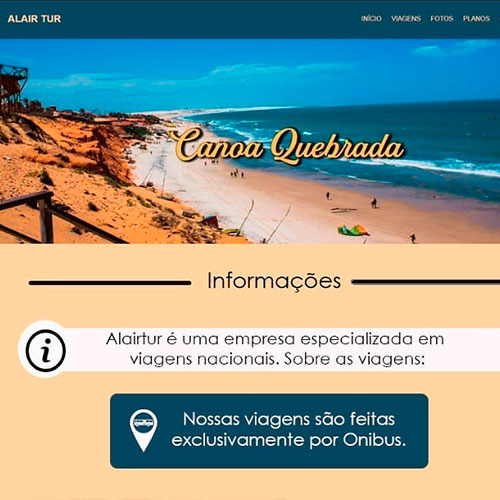 ALAIR TUR
INÍCIO VIAGENS FOTOS PLANOS
Canoa Quebrada
Informações
Alairtur é uma empresa especializada em
viagens nacionais. Sobre as viagens:
Nossas viagens são feitas
exclusivamente por Onibus.